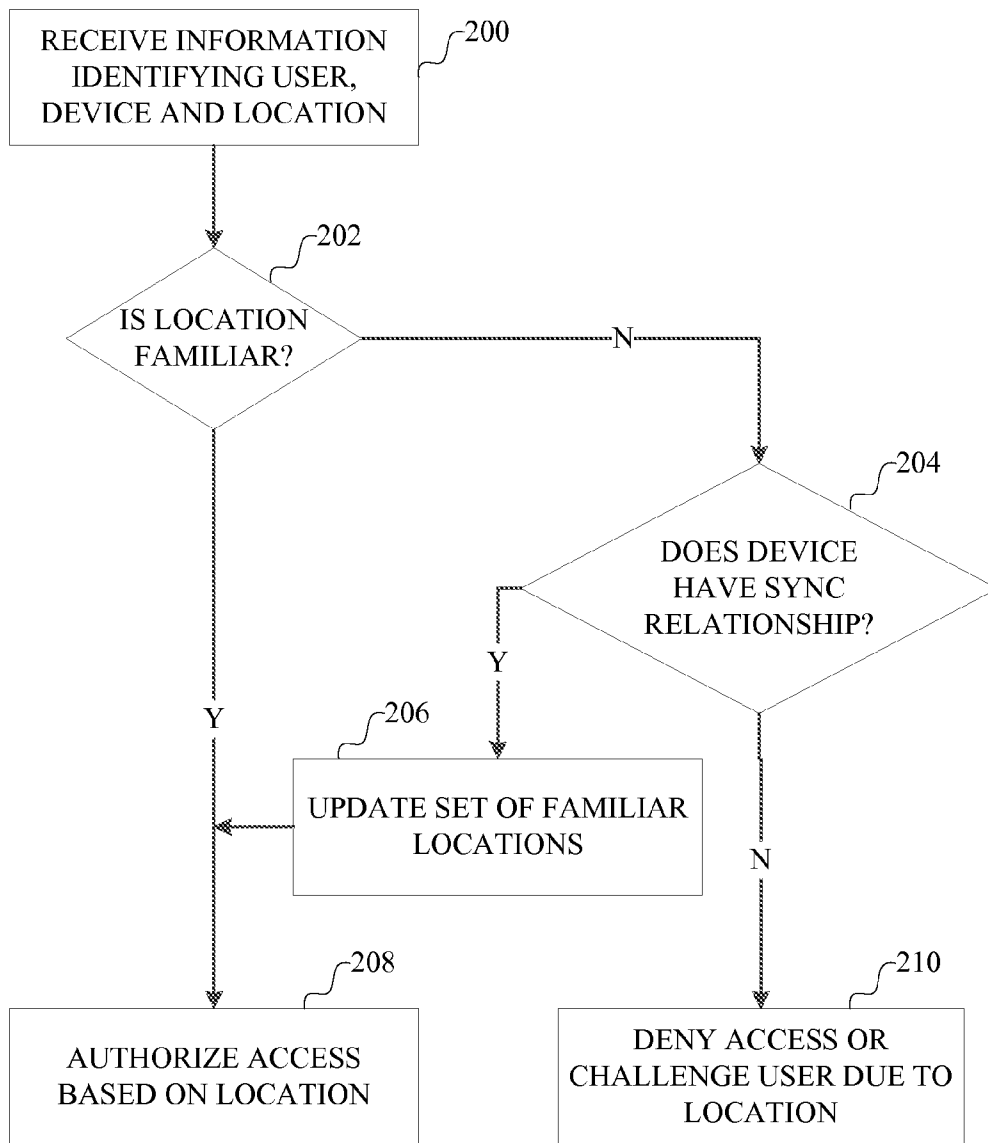 RECEIVE INFORMATION
IDENTIFYING USER,
DEVICE AND LOCATION
200
202
IS LOCATION
FAMILIAR?
N
204
DOES DEVICE
HAVE SYNC
RELATIONSHIP?
Y
Y
206
UPDATE SET OF FAMILIAR
LOCATIONS
N
208
AUTHORIZE ACCESS
BASED ON LOCATION
210
DENY ACCESS OR
CHALLENGE USER DUE TO
LOCATION